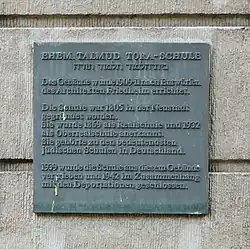 EHEM. TALMUD TORA-SCHULE
Das Gebäude wurde 1909-11 nach Entwürfen
des Architekten Friedheim errichtet.
Die Schule war 1805 in der Neustadt
gegründet worden.
Sie wurde 1869 als Realschule und 1932
als Oberrealschule anerkannt.
Sie gehörte zu den bedeutendsten
jüdischen Schulen in Deutschland.
1939 wurde die Schule aus diesem Gebäude
vertrieben und 1942 im Zusammenhang
mit den Deportationen geschlossen.